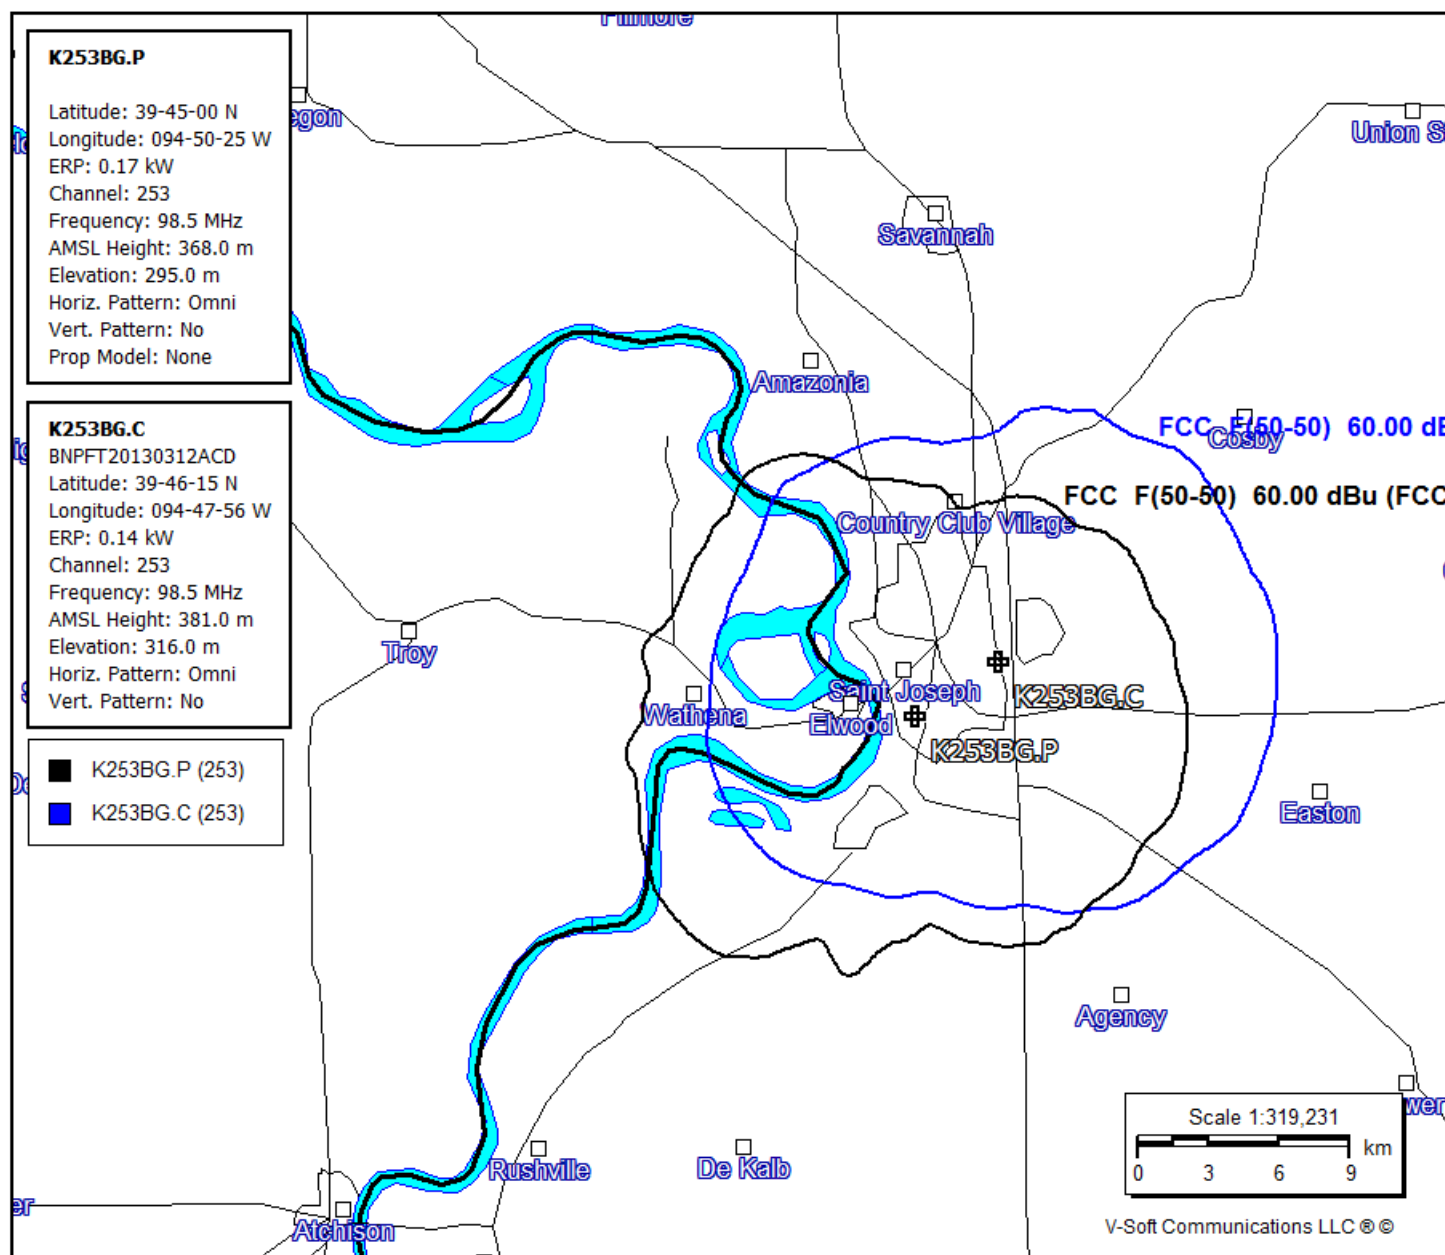 Fillmore
K253BG.P
Latitude: 39-45-00 N
Longitude: 094-50-25 W
ERP: 0.17 kW
Channel: 253
Frequency: 98.5 MHz
AMSL Height: 368.0 m
Elevation: 295.0 m
Horiz. Pattern: Omni
Vert. Pattern: No
Prop Model: None
K253BG.C
BNPFT20130312ACD
Latitude: 39-46-15 N
Longitude: 094-47-56 W
ERP: 0.14 kW
Channel: 253
Frequency: 98.5 MHz
AMSL Height: 381.0 m
Elevation: 316.0 m
Horiz. Pattern: Omni
Vert. Pattern: No
K253BG.P (253)
K253BG.C (253)
egon
Union S
Savannah
Amazonia
FCC F(50-50) 60.00 dB
Cosby
FCC F(50-50) 60.00 dBu (FCC
Country Club Village
Troy
Saint Joseph
K253BG.C
Wathena
Elwood
K253BG.P
Easton
Agency
wer
Rushville
De Kalb
Atchison
er
Scale 1:319,231
km
0 3 6 9
V-Soft Communications LLC ® ©